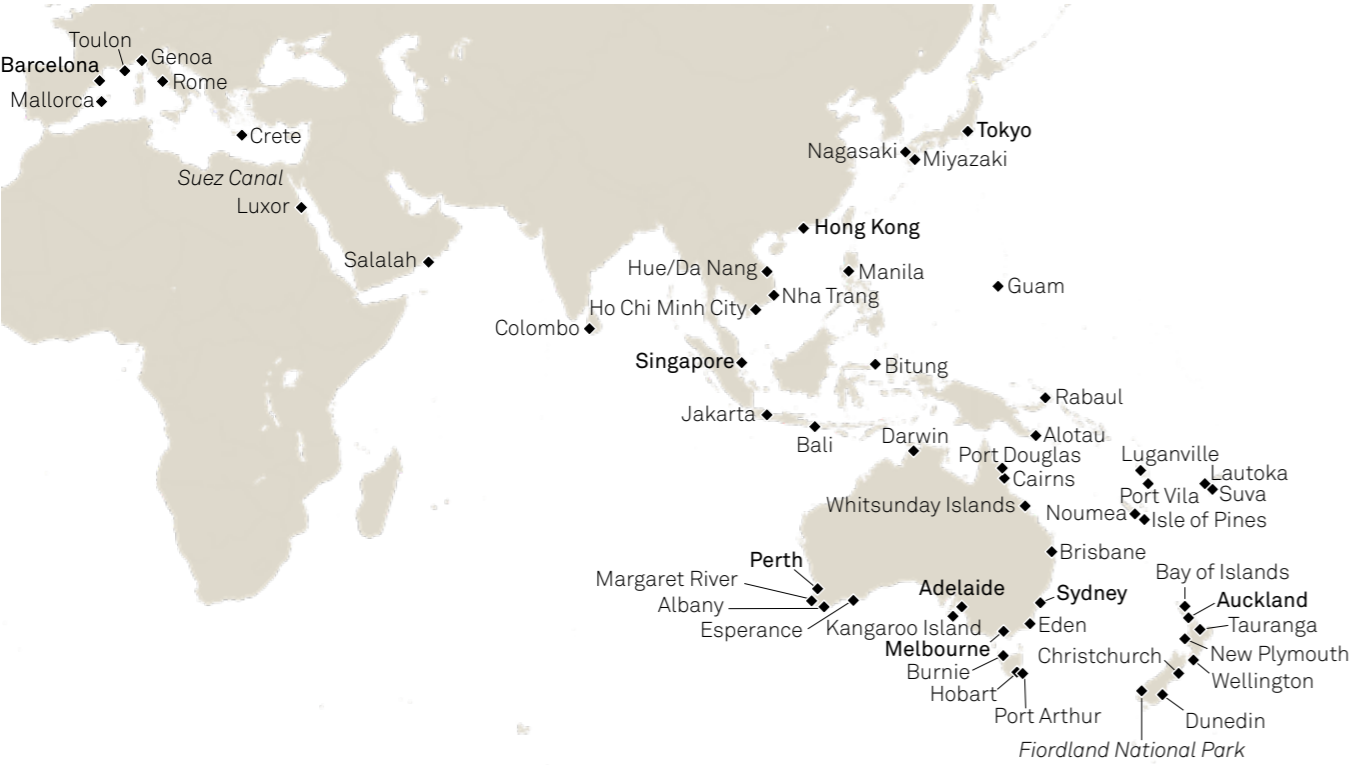 Toulon
Genoa
Barcelona
Rome
Mallorca
Crete
Suez Canal
Luxor
Salalah
Tokyo
Nagasaki
Miyazaki
Hong Kong
Hue/Da Nang
Manila
Guam
Nha Trang
Ho Chi Minh City
Colombo
Singapore
Bitung
Rabaul
Jakarta
Bali
Darwin
Alotau
Port Douglas
Luganville
Cairns
Lautoka
Port Vila
Suva
Whitsunday Islands
Noumea
Isle of Pines
Brisbane
Perth
Bay of Islands
Margaret River
Adelaide
Sydney
Auckland
Albany
Esperance
Kangaroo Island
Eden
Tauranga
Melbourne
Christchurch
New Plymouth
Burnie
Wellington
Hobart
Port Arthur
Dunedin
Fiordland National Park